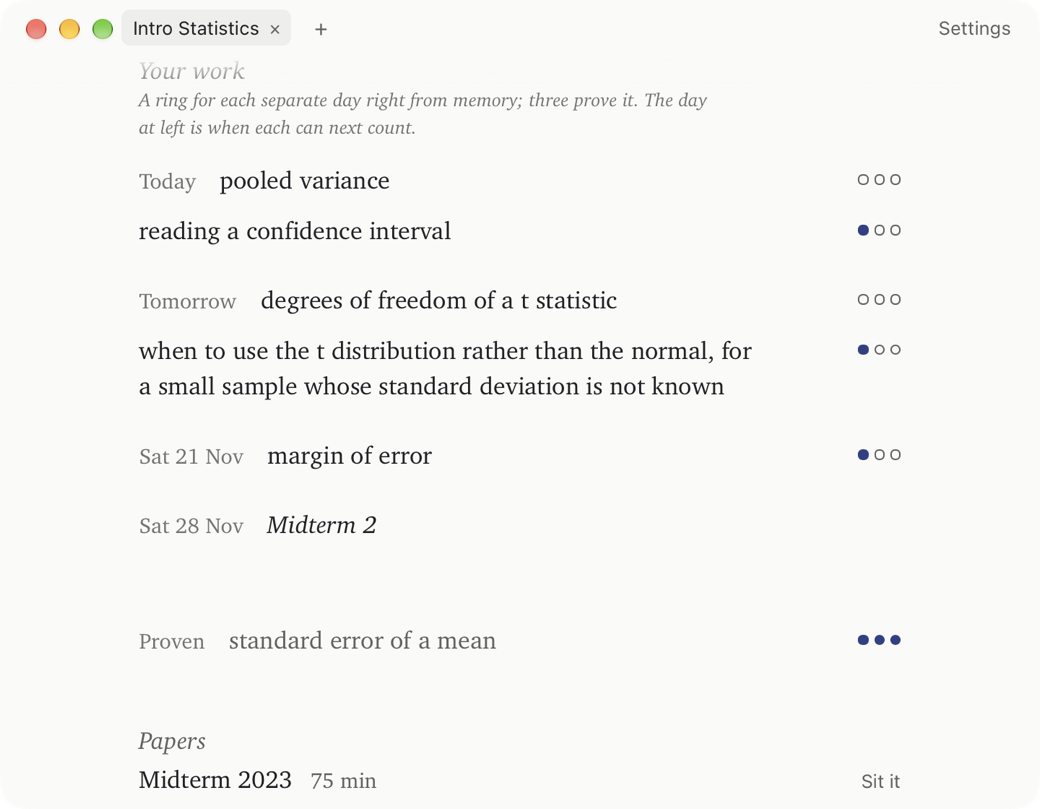 Intro Statistics × +
Settings
Your work
A ring for each separate day right from memory; three prove it. The day
at left is when each can next count.
Today pooled variance
reading a confidence interval
Tomorrow degrees of freedom of a t statistic
when to use the t distribution rather than the normal, for
a small sample whose standard deviation is not known
Sat 21 Nov margin of error
Sat 28 Nov Midterm 2
Proven standard error of a mean
Papers
Midterm 2023 75 min
Sit it